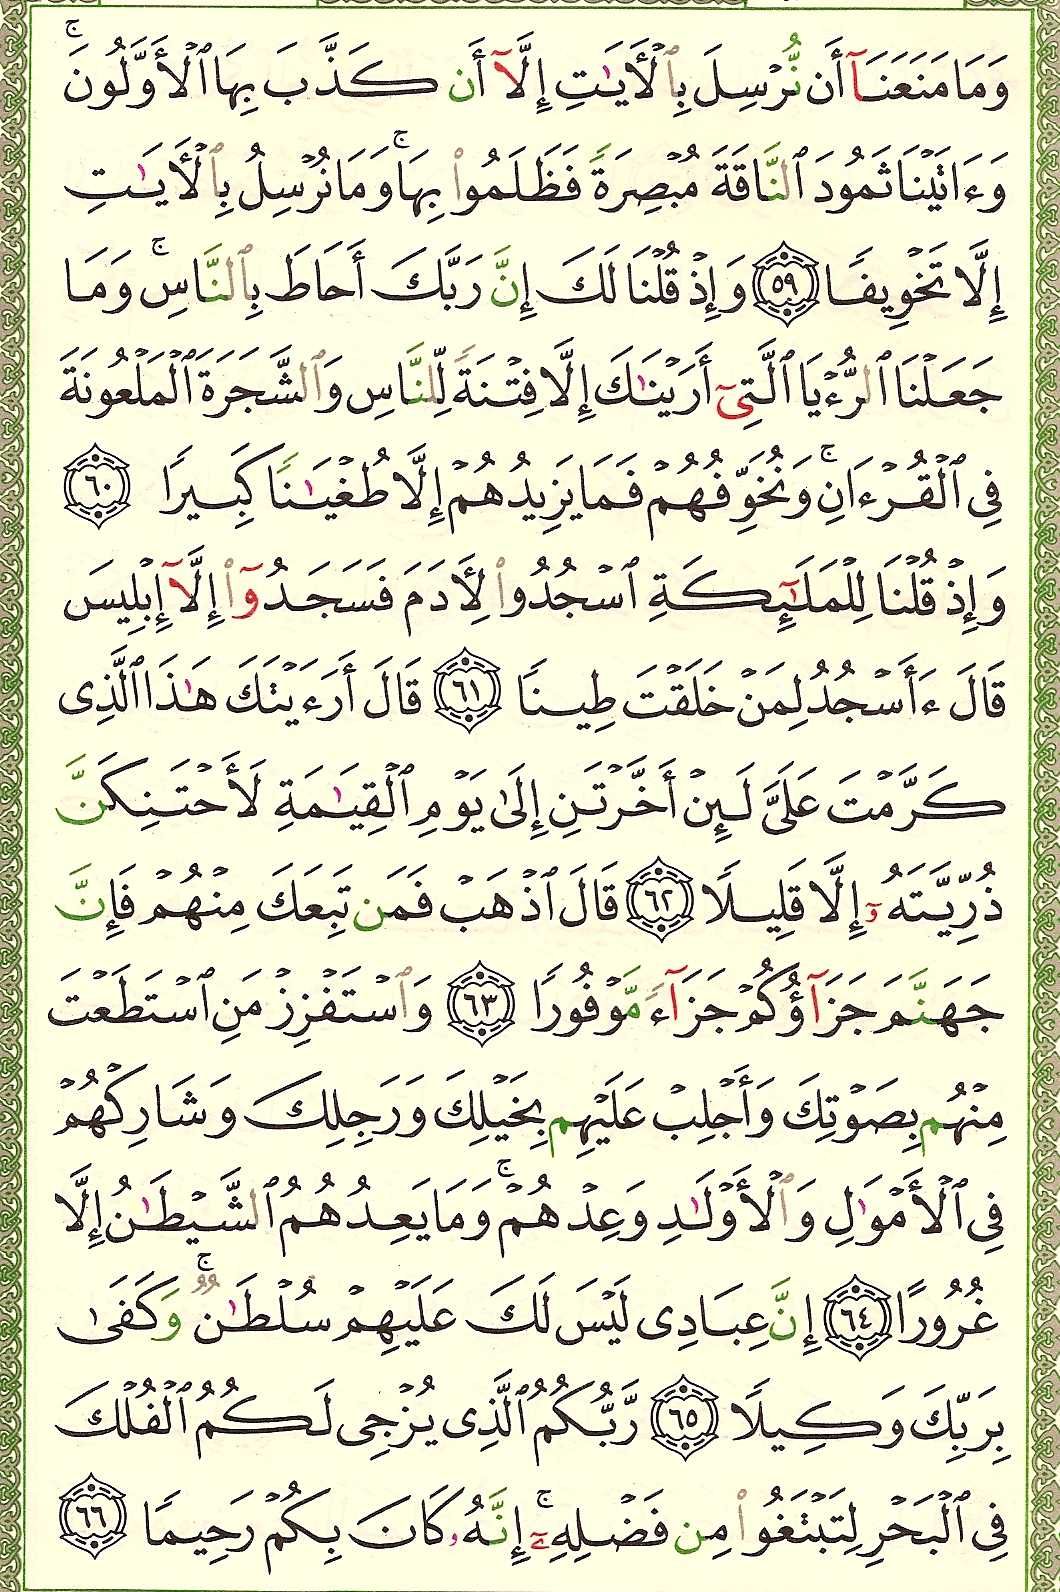 وَمَا مَنَعَنَآ أَن نُّرۡسِلَ بِٱلۡأٓيَٰتِ إِلَّآ أَن كَذَّبَ بِهَا ٱلۡأَوَّلُونَۚ
وَءَاتَيۡنَا ثَمُودَ ٱلنَّاقَةَ مُبۡصِرَةٗ فَظَلَمُواْ بِهَاۚ وَمَا نُرۡسِلُ بِٱلۡأٓيَٰتِ
إِلَّا تَخۡوِيفٗا ٥٩ وَإِذۡ قُلۡنَا لَكَ إِنَّ رَبَّكَ أَحَاطَ بِٱلنَّاسِۚ وَمَا
جَعَلۡنَا ٱلرُّءۡيَا ٱلَّتِيٓ أَرَيۡنَٰكَ إِلَّا فِتۡنَةٗ لِّلنَّاسِ وَٱلشَّجَرَةَ ٱلۡمَلۡعُونَةَ
فِي ٱلۡقُرۡءَانِۚ وَنُخَوِّفُهُمۡ فَمَا يَزِيدُهُمۡ إِلَّا طُغۡيَٰنٗا كَبِيرٗا ٦٠
وَإِذۡ قُلۡنَا لِلۡمَلَٰٓئِكَةِ ٱسۡجُدُواْ لِأٓدَمَ فَسَجَدُوٓاْ إِلَّآ إِبۡلِيسَ
قَالَ ءَأَسۡجُدُ لِمَنۡ خَلَقۡتَ طِينٗا ٦١ قَالَ أَرَءَيۡتَكَ هَٰذَا ٱلَّذِي
كَرَّمۡتَ عَلَيَّ لَئِنۡ أَخَّرۡتَنِ إِلَىٰ يَوۡمِ ٱلۡقِيَٰمَةِ لَأَحۡتَنِكَنَّ
ذُرِّيَّتَهُۥٓ إِلَّا قَلِيلٗا ٦٢ قَالَ ٱذۡهَبۡ فَمَن تَبِعَكَ مِنۡهُمۡ فَإِنَّ
جَهَنَّمَ جَزَآؤُكُمۡ جَزَآءٗ مَّوۡفُورٗا ٦٣ وَٱسۡتَفۡزِزۡ مَنِ ٱسۡتَطَعۡتَ
مِنۡهُم بِصَوۡتِكَ وَأَجۡلِبۡ عَلَيۡهِم بِخَيۡلِكَ وَرَجِلِكَ وَشَارِكۡهُمۡ
فِي ٱلۡأَمۡوَٰلِ وَٱلۡأَوۡلَٰدِ وَعِدۡهُمۡۚ وَمَا يَعِدُهُمُ ٱلشَّيۡطَٰنُ إِلَّا
غُرُورًا ٦٤ إِنَّ عِبَادِي لَيۡسَ لَكَ عَلَيۡهِمۡ سُلۡطَٰنٞۚ وَكَفَىٰ
بِرَبِّكَ وَكِيلٗا ٦٥ رَّبُّكُمُ ٱلَّذِي يُزۡجِي لَكُمُ ٱلۡفُلۡكَ
فِي ٱلۡبَحۡرِ لِتَبۡتَغُواْ مِن فَضۡلِهِۦٓۚ إِنَّهُۥ كَانَ بِكُمۡ رَحِيمٗا ٦٦